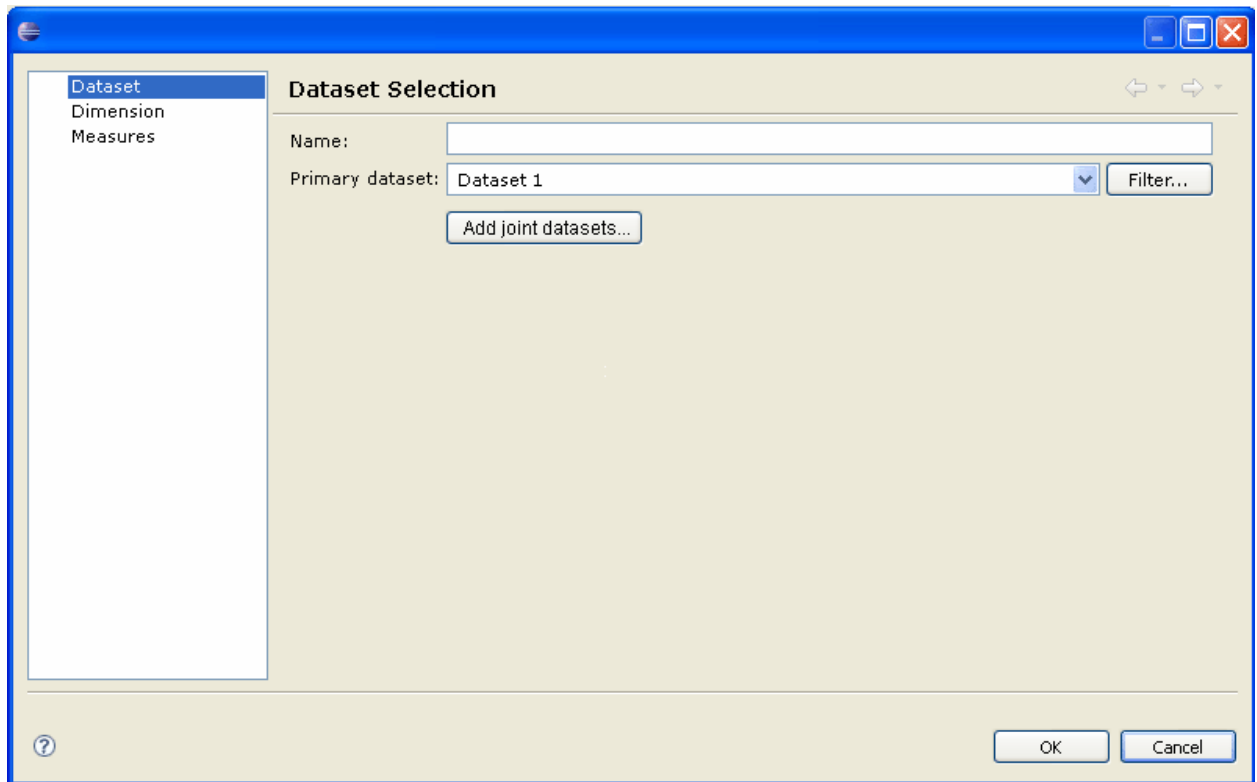 Dataset
Dimension
Measures
Dataset Selection
Name:
Primary dataset: Dataset 1 Filter...
Add joint datasets...
OK Cancel